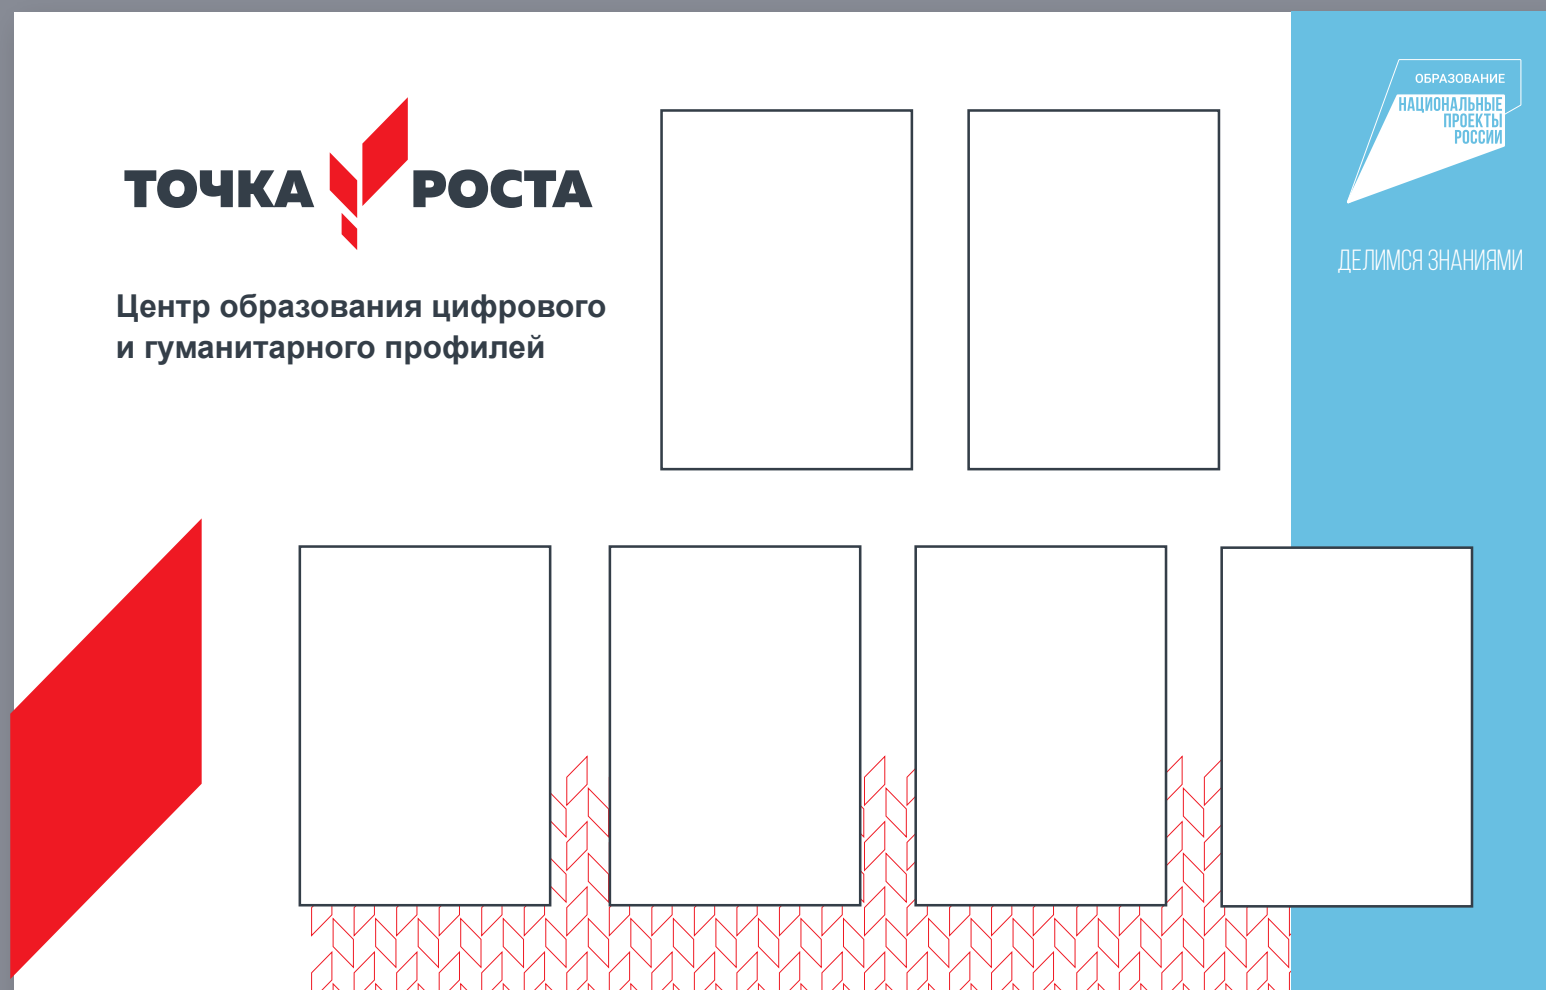 ТОЧКА РОСТА
Центр образования цифрового
и гуманитарного профилей
ОБРАЗОВАНИЕ
НАЦИОНАЛЬНЫЕ
ПРОЕКТЫ
РОССИИ
ДЕЛИМСЯ ЗНАНИЯМИ